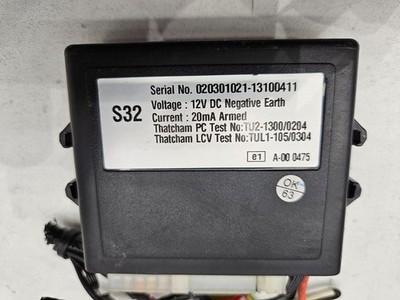 Serial No. 020301021-13100411
S32
Voltage : 12V DC Negative Earth
Current : 20mA Armed
Thatcham PC Test No:TU2-1300/0204
Thatcham LCV Test No:TUL1-105/0304
e1 A-00 0475
OK
63